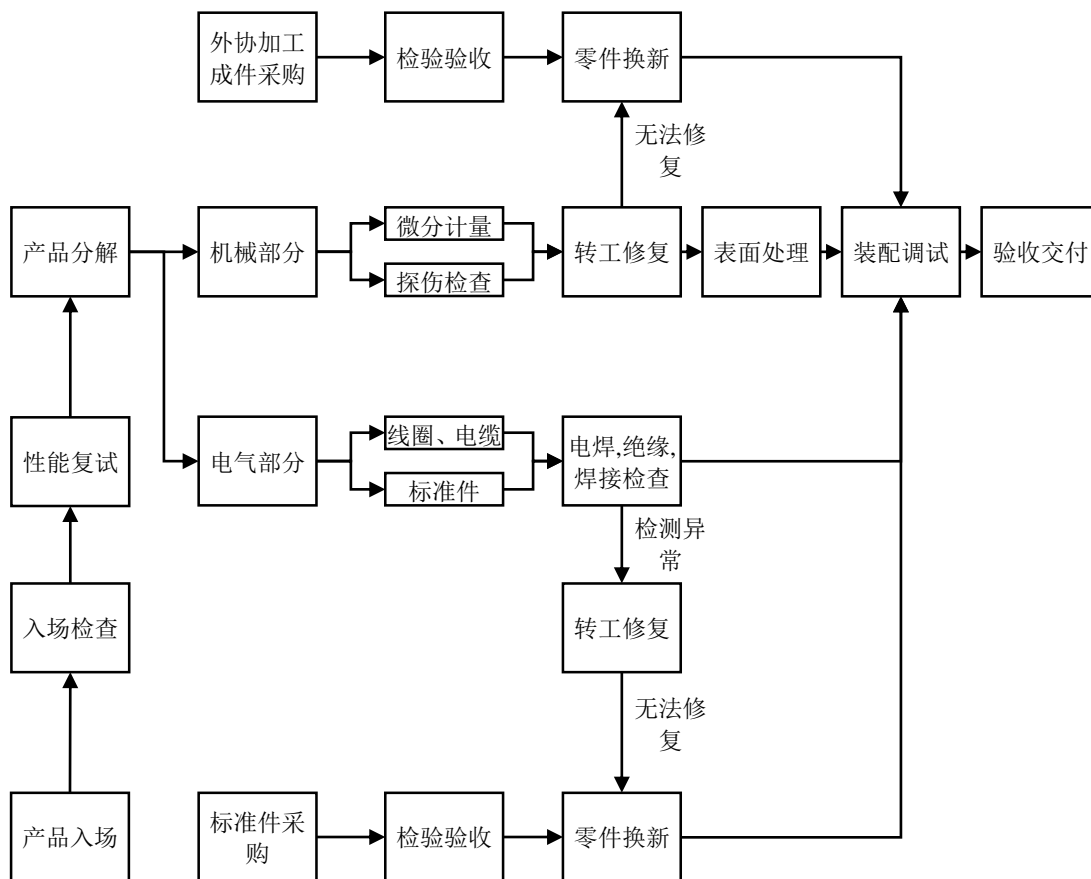 外协加工
成件采购
检验验收
零件换新
无法修
复
产品分解
机械部分
微分计量
探伤检查
转工修复
表面处理
装配调试
验收交付
性能复试
电气部分
线圈、电缆
标准件
电焊,绝缘,
焊接检查
检测异
常
入场检查
转工修复
无法修
复
产品入场
标准件采
购
检验验收
零件换新